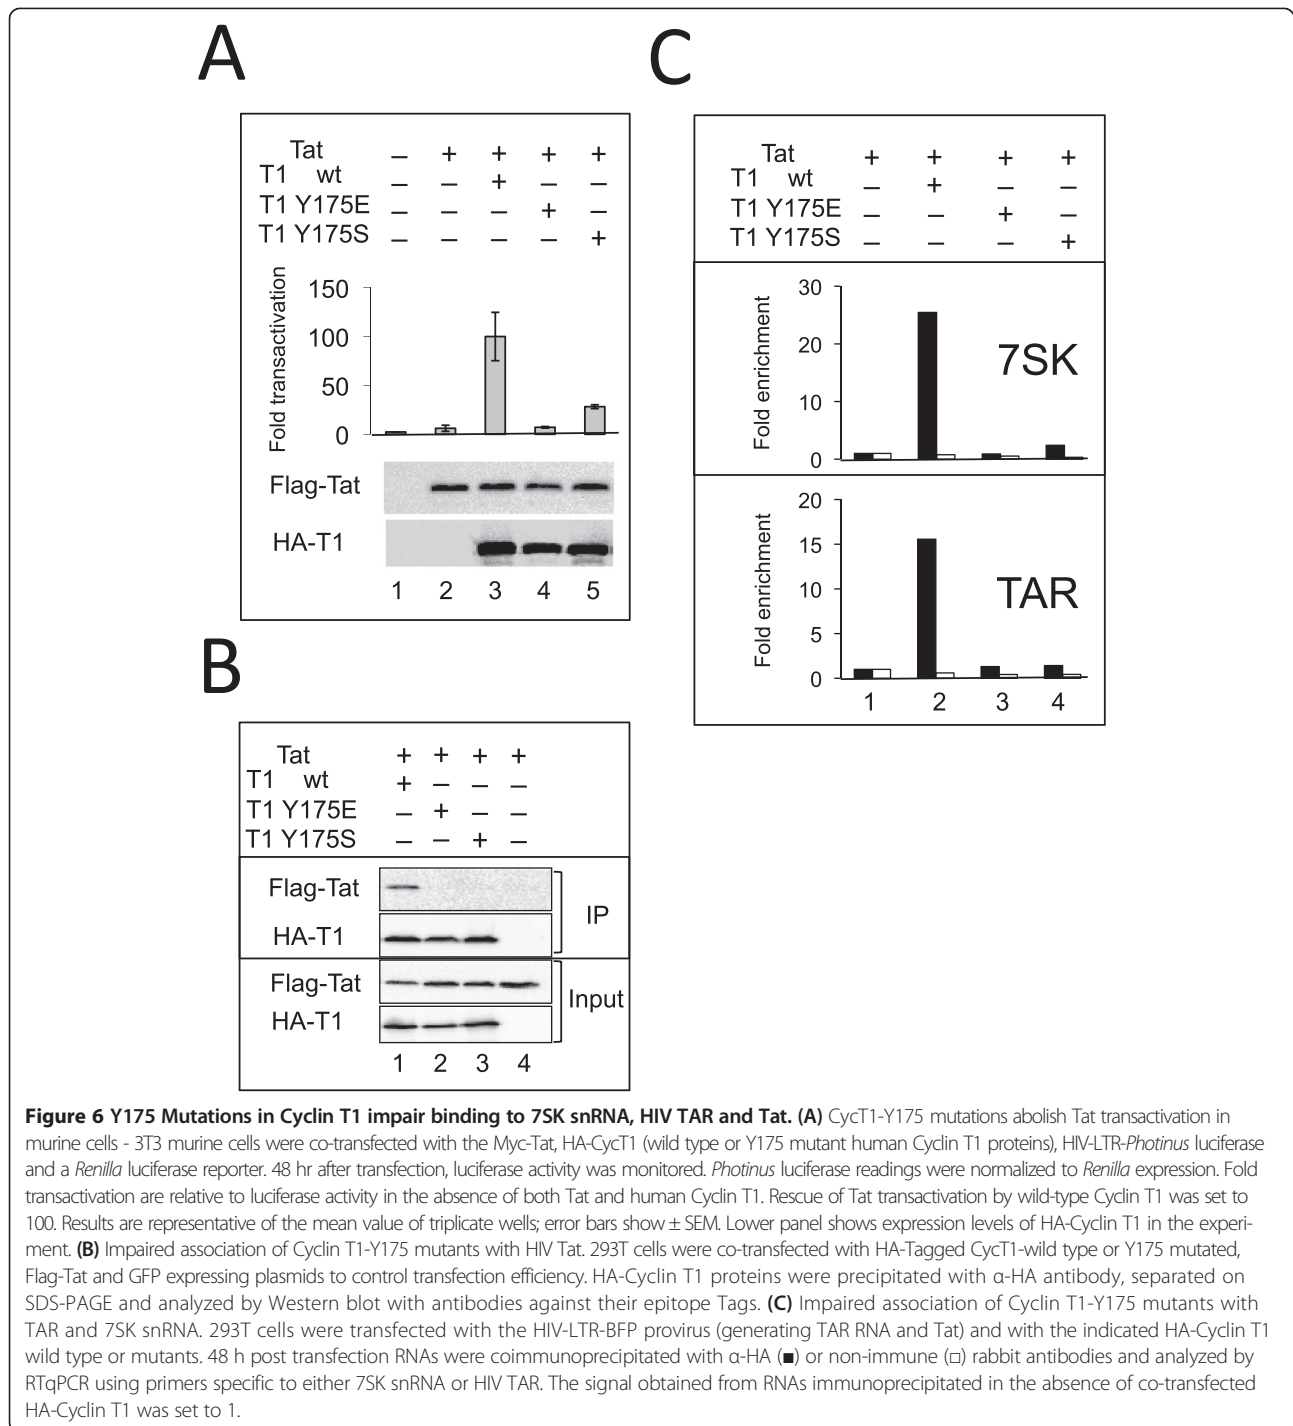 A
Tat – + + + +
T1 wt – – + – –
T1 Y175E – – – + –
T1 Y175S – – – – +
Fold transactivation
150
100
50
0
Flag-Tat
HA-T1
1 2 3 4 5
B
Tat + + + +
T1 wt + – – –
T1 Y175E – + – –
T1 Y175S – – + –
Flag-Tat
HA-T1
IP
Flag-Tat
HA-T1
Input
1 2 3 4
C
Tat + + + +
T1 wt – + – –
T1 Y175E – – + –
T1 Y175S – – – +
Fold enrichment
30
20
10
0
7SK
Fold enrichment
20
15
10
5
0
TAR
1 2 3 4
Figure 6 Y175 Mutations in Cyclin T1 impair binding to 7SK snRNA, HIV TAR and Tat. (A) CycT1-Y175 mutations abolish Tat transactivation in
murine cells - 3T3 murine cells were co-transfected with the Myc-Tat, HA-CycT1 (wild type or Y175 mutant human Cyclin T1 proteins), HIV-LTR-Photinus luciferase
and a Renilla luciferase reporter. 48 hr after transfection, luciferase activity was monitored. Photinus luciferase readings were normalized to Renilla expression. Fold
transactivation are relative to luciferase activity in the absence of both Tat and human Cyclin T1. Rescue of Tat transactivation by wild-type Cyclin T1 was set to
100. Results are representative of the mean value of triplicate wells; error bars show ± SEM. Lower panel shows expression levels of HA-Cyclin T1 in the experi-
ment. (B) Impaired association of Cyclin T1-Y175 mutants with HIV Tat. 293T cells were co-transfected with HA-Tagged CycT1-wild type or Y175 mutated,
Flag-Tat and GFP expressing plasmids to control transfection efficiency. HA-Cyclin T1 proteins were precipitated with α-HA antibody, separated on
SDS-PAGE and analyzed by Western blot with antibodies against their epitope Tags. (C) Impaired association of Cyclin T1-Y175 mutants with
TAR and 7SK snRNA. 293T cells were transfected with the HIV-LTR-BFP provirus (generating TAR RNA and Tat) and with the indicated HA-Cyclin T1
wild type or mutants. 48 h post transfection RNAs were coimmunoprecipitated with α-HA (■) or non-immune (□) rabbit antibodies and analyzed by
RTqPCR using primers specific to either 7SK snRNA or HIV TAR. The signal obtained from RNAs immunoprecipitated in the absence of co-transfected
HA-Cyclin T1 was set to 1.